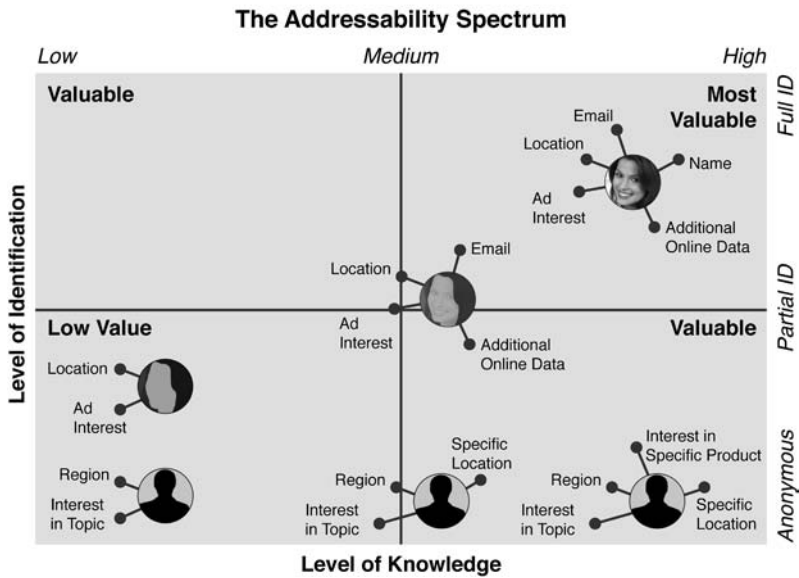 The Addressability Spectrum
Low
Medium
High
Valuable
Most
Valuable
Full ID
Email
Location
Name
Ad
Interest
Additional
Online Data
Level of Identification
Email
Location
Ad
Interest
Additional
Online Data
Partial ID
Low Value
Valuable
Location
Ad
Interest
Region
Interest
in Topic
Specific
Location
Region
Interest
in Topic
Interest in
Specific Product
Region
Interest
in Topic
Specific
Location
Anonymous
Level of Knowledge